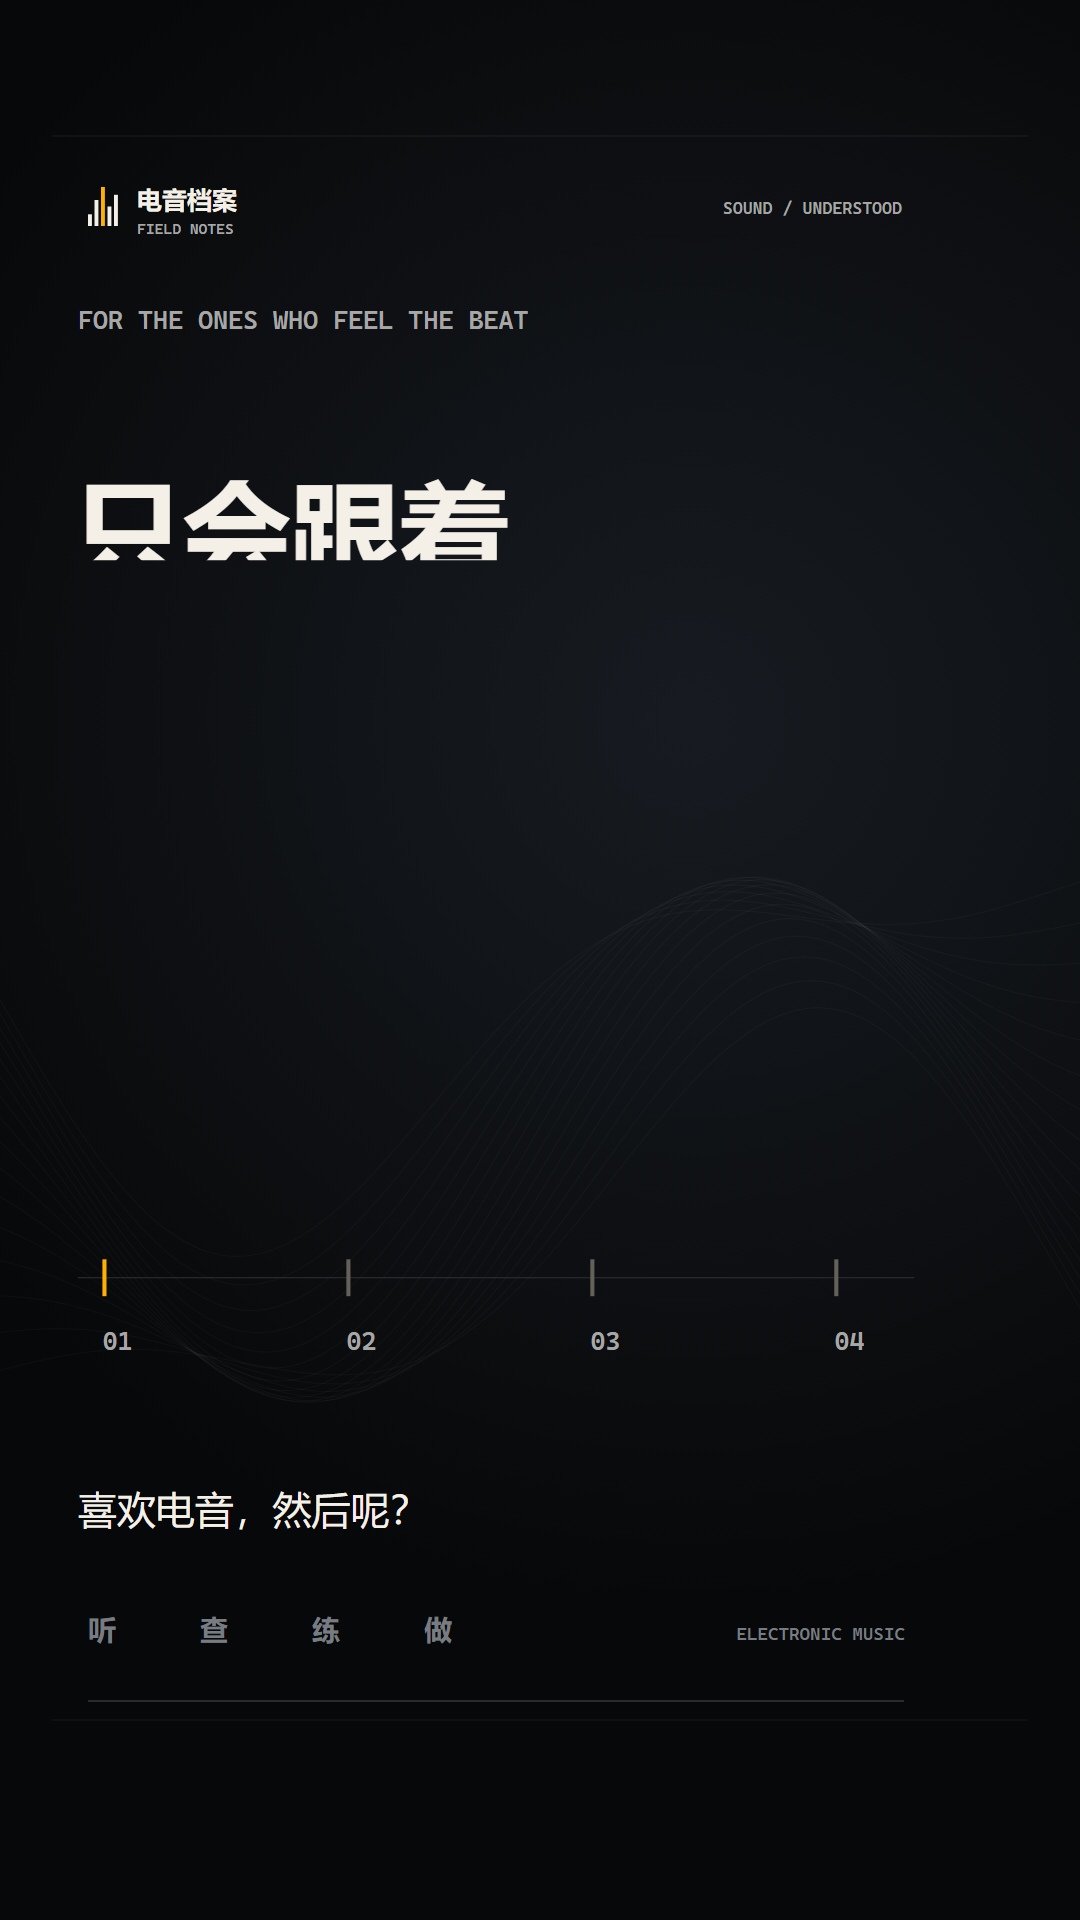 电音档案
FIELD NOTES
SOUND / UNDERSTOOD
FOR THE ONES WHO FEEL THE BEAT
只会跟着
01 02 03 04
喜欢电音，然后呢？
听 查 练 做
ELECTRONIC MUSIC